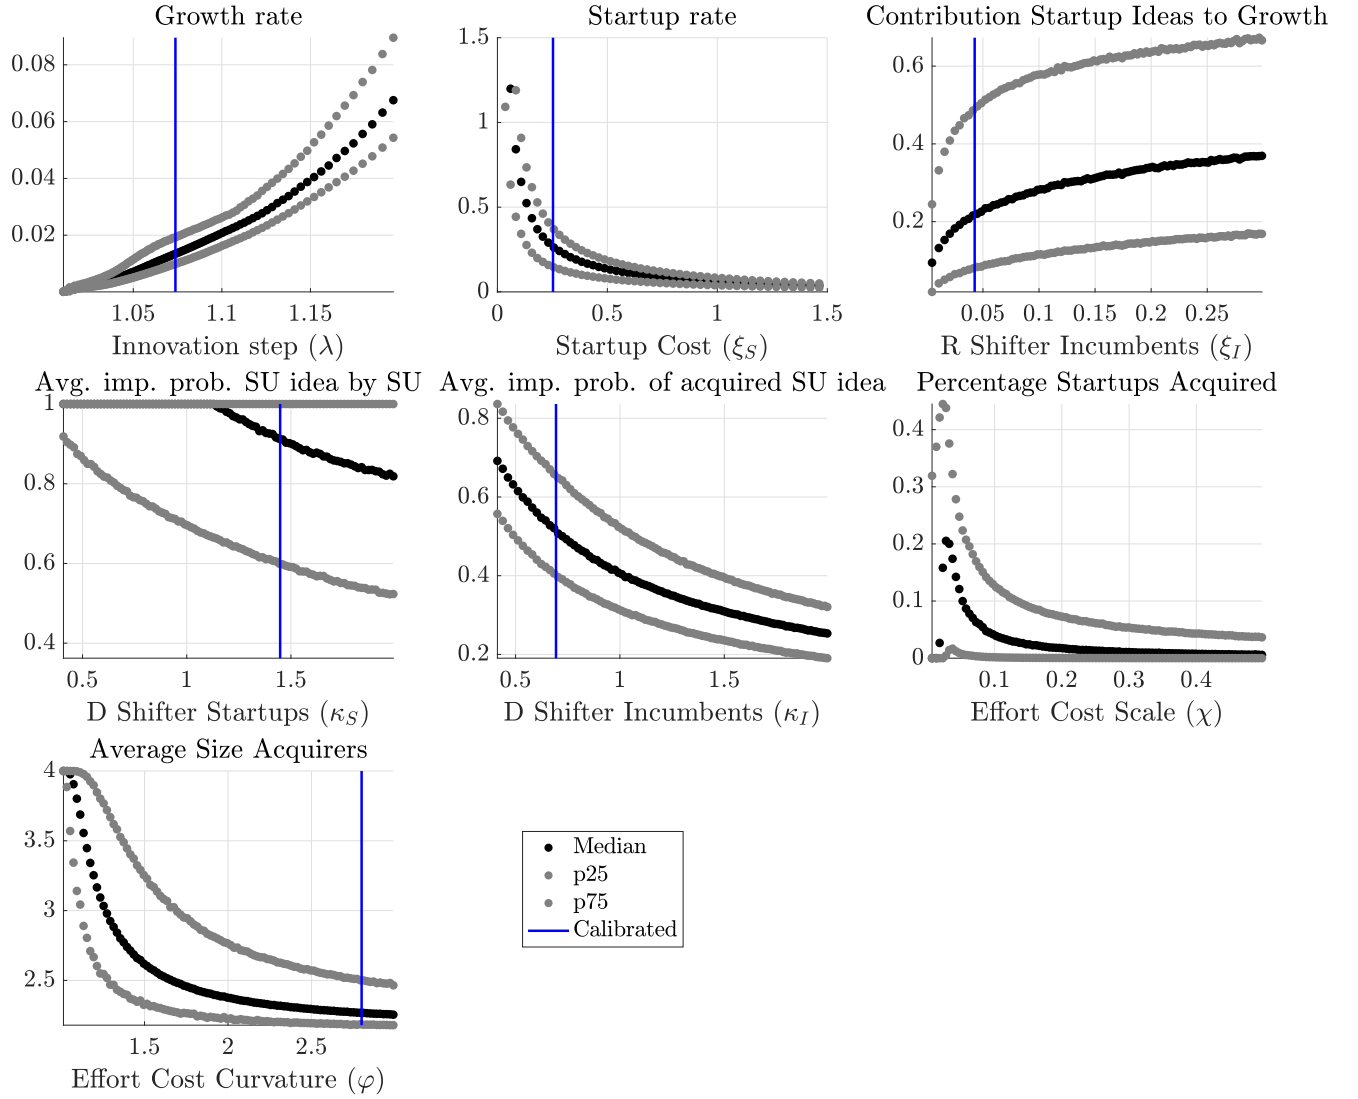 Growth rate
0.08
0.06
0.04
0.02
1.05 1.1 1.15
Innovation step (λ)
Startup rate
1.5
1
0.5
0
0 0.5 1 1.5
Startup Cost (ξ_S)
Contribution Startup Ideas to Growth
0.6
0.4
0.2
0.05 0.1 0.15 0.2 0.25
R Shifter Incumbents (ξ_I)
Avg. imp. prob. SU idea by SU
1
0.8
0.6
0.4
0.5 1 1.5
D Shifter Startups (κ_S)
Avg. imp. prob. of acquired SU idea
0.8
0.6
0.4
0.2
0.5 1 1.5
D Shifter Incumbents (κ_I)
Percentage Startups Acquired
0.4
0.3
0.2
0.1
0
0.1 0.2 0.3 0.4
Effort Cost Scale (χ)
Average Size Acquirers
4
3.5
3
2.5
1.5 2 2.5
Effort Cost Curvature (φ)
Median
p25
p75
Calibrated